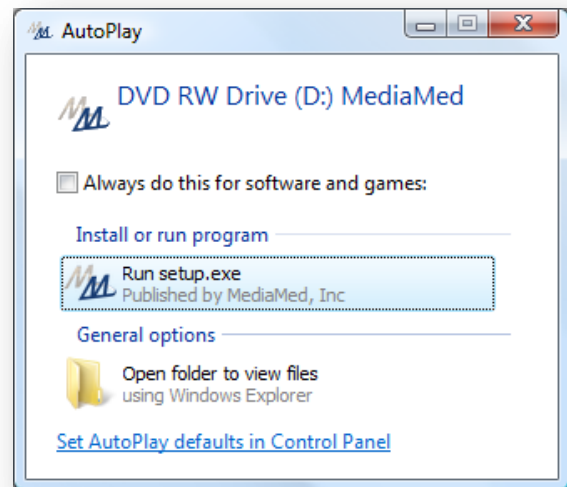 AutoPlay
DVD RW Drive (D:) MediaMed
Always do this for software and games:
Install or run program
Run setup.exe
Published by MediaMed, Inc
General options
Open folder to view files
using Windows Explorer
Set AutoPlay defaults in Control Panel